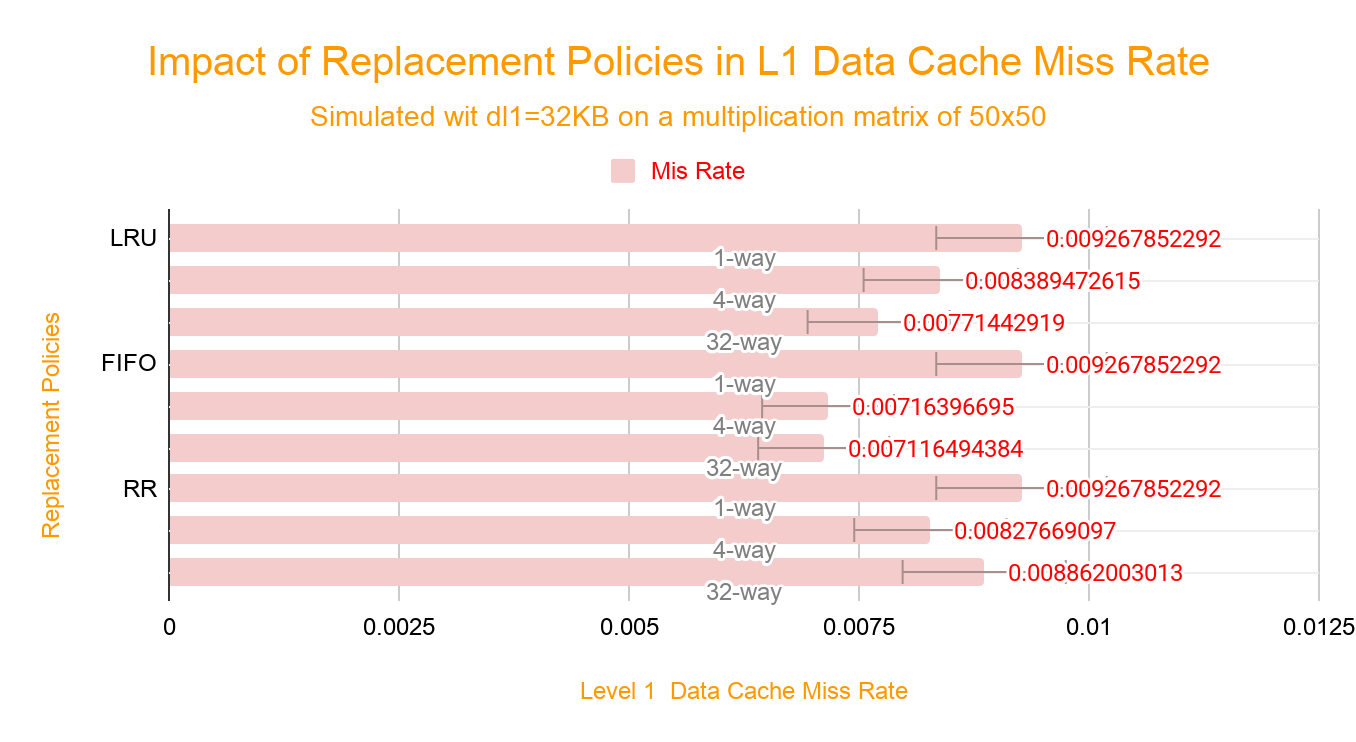 Impact of Replacement Policies in L1 Data Cache Miss Rate
Simulated wit dl1=32KB on a multiplication matrix of 50x50
Mis Rate
Replacement Policies
LRU
0.009267852292
1-way
0.008389472615
4-way
0.00771442919
32-way
FIFO
0.009267852292
1-way
0.00716396695
4-way
0.007116494384
32-way
RR
0.009267852292
1-way
0.00827669097
4-way
0.008862003013
32-way
0 0.0025 0.005 0.0075 0.01 0.0125
Level 1 Data Cache Miss Rate